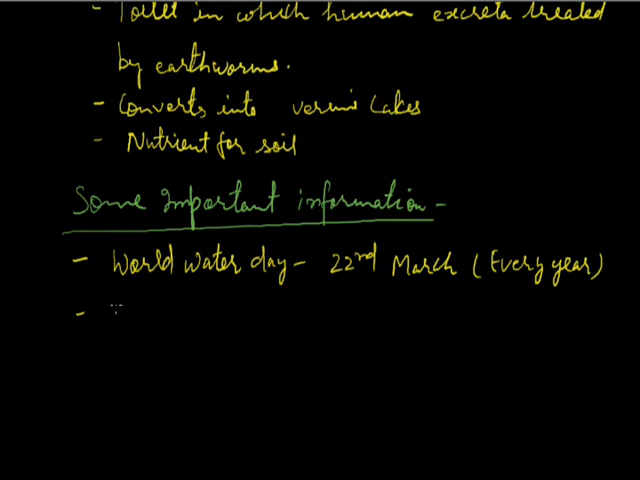 - Toilet in which human excreta treated
by earthworms.
- Converts into vermi cakes
- Nutrient for soil
Some important information -
- World water day - 22nd March (Every year)
-